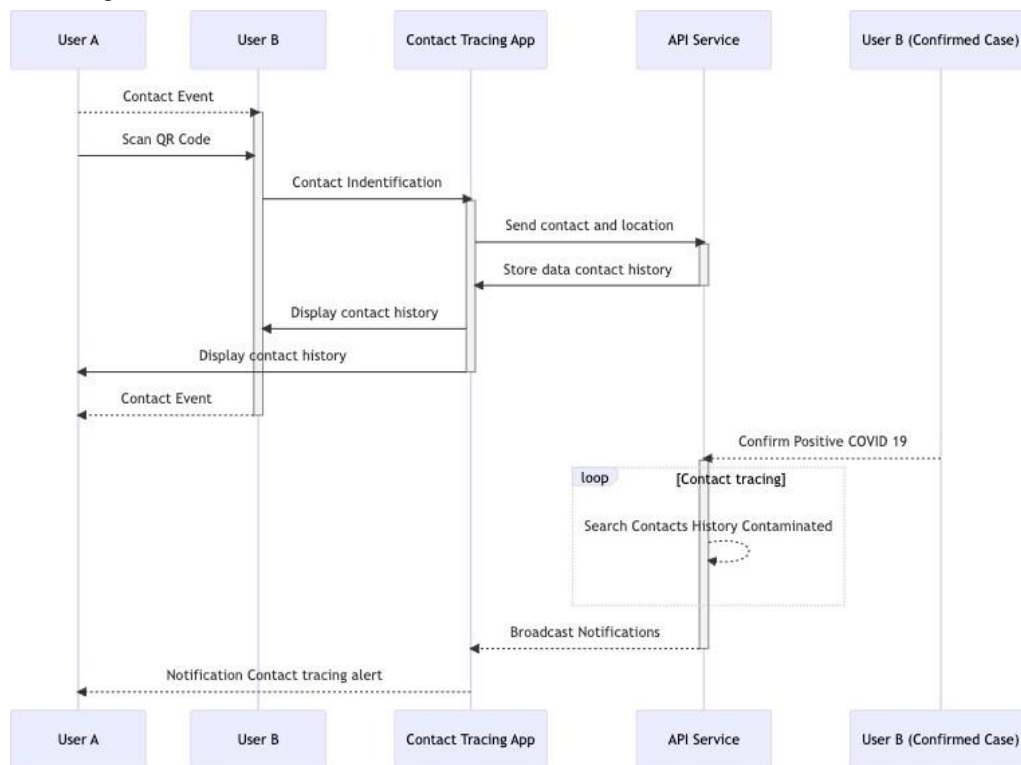 User A
User B
Contact Tracing App
API Service
User B (Confirmed Case)
Contact Event
Scan QR Code
Contact Indentification
Send contact and location
Store data contact history
Display contact history
Display contact history
Contact Event
Confirm Positive COVID 19
loop
[Contact tracing]
Search Contacts History Contaminated
Broadcast Notifications
Notification Contact tracing alert
User A
User B
Contact Tracing App
API Service
User B (Confirmed Case)